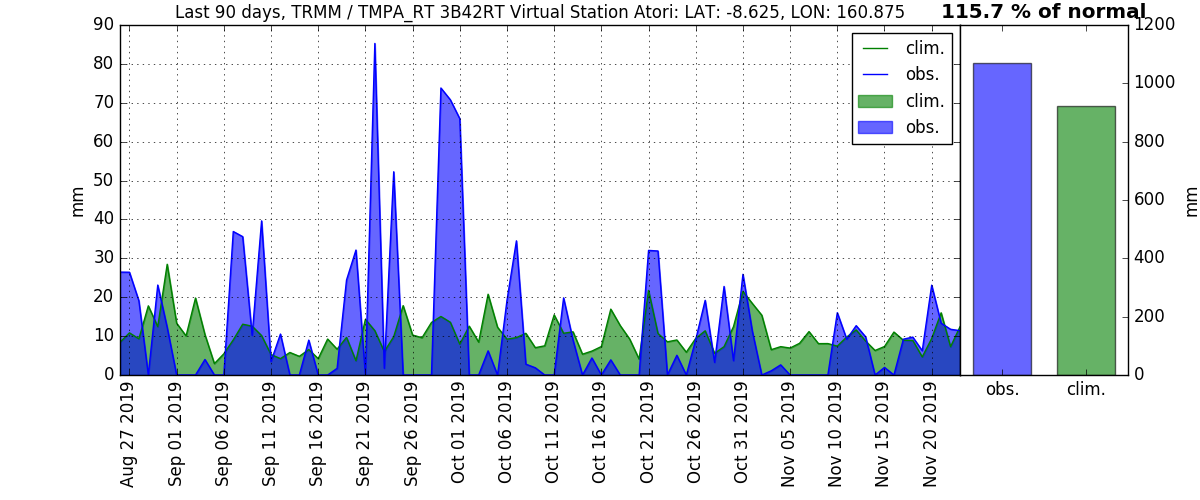 Last 90 days, TRMM / TMPA_RT 3B42RT Virtual Station Atori: LAT: -8.625, LON: 160.875
115.7 % of normal
90
80
70
60
50
40
30
20
10
0
mm
clim.
obs.
clim.
obs.
1200
1000
800
600
400
200
0
mm
Aug 27 2019
Sep 01 2019
Sep 06 2019
Sep 11 2019
Sep 16 2019
Sep 21 2019
Sep 26 2019
Oct 01 2019
Oct 06 2019
Oct 11 2019
Oct 16 2019
Oct 21 2019
Oct 26 2019
Oct 31 2019
Nov 05 2019
Nov 10 2019
Nov 15 2019
Nov 20 2019
obs.
clim.